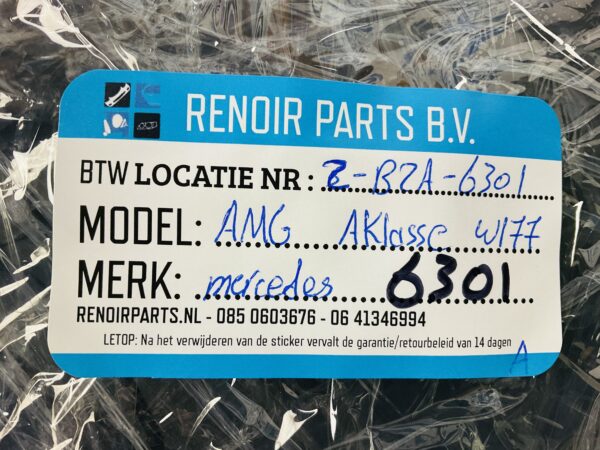 RENOIR PARTS B.V.
BTW LOCATIE NR: Z-BZA-6301
MODEL: AMG AKlasse W177
MERK: mercedes 6301
RENOIRPARTS.NL - 085 0603676 - 06 41346994
LETOP: Na het verwijderen van de sticker vervalt de garantie/retourbeleid van 14 dagen
A